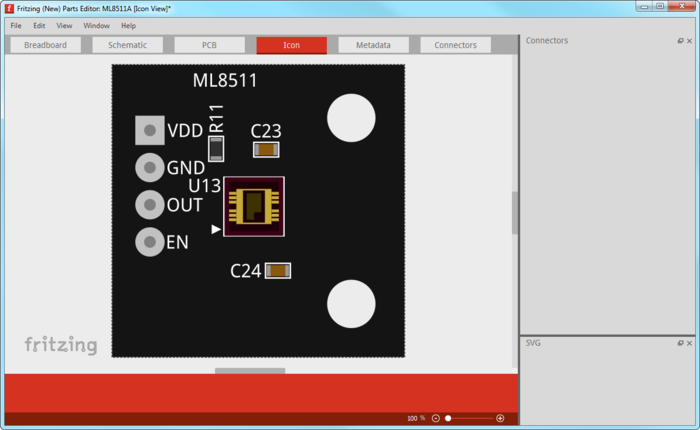 Fritzing (New) Parts Editor: ML8511A [Icon View]*
File Edit View Window Help
Breadboard Schematic PCB Icon Metadata Connectors
Connectors
ML8511
R11
VDD
C23
GND
U13
OUT
EN
C24
fritzing
SVG
100 %